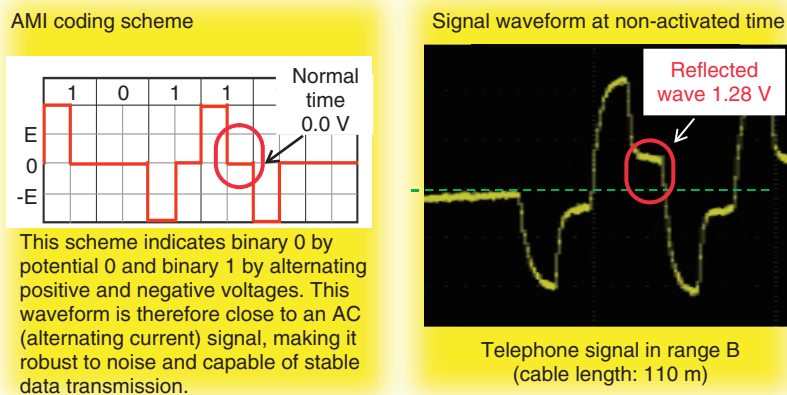 AMI coding scheme
1 0 1 1 1
Normal
time
0.0 V
E
0
-E
This scheme indicates binary 0 by
potential 0 and binary 1 by alternating
positive and negative voltages. This
waveform is therefore close to an AC
(alternating current) signal, making it
robust to noise and capable of stable
data transmission.
Signal waveform at non-activated time
Reflected
wave 1.28 V
Telephone signal in range B
(cable length: 110 m)